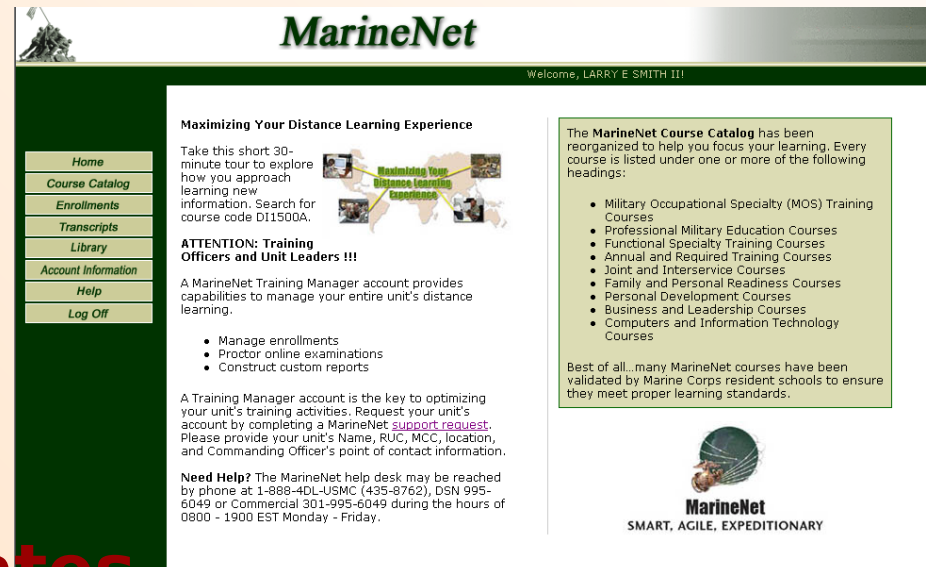 MarineNet
Welcome, LARRY E SMITH II!
Home
Course Catalog
Enrollments
Transcripts
Library
Account Information
Help
Log Off
Maximizing Your Distance Learning Experience
Take this short 30-
minute tour to explore
how you approach
learning new
information. Search for
course code DI1500A.
Maximizing Your
Distance Learning
Experience
ATTENTION: Training
Officers and Unit Leaders !!!
A MarineNet Training Manager account provides
capabilities to manage your entire unit's distance
learning.
● Manage enrollments
● Proctor online examinations
● Construct custom reports
A Training Manager account is the key to optimizing
your unit's training activities. Request your unit's
account by completing a MarineNet support request.
Please provide your unit's Name, RUC, MCC, location,
and Commanding Officer's point of contact information.
Need Help? The MarineNet help desk may be reached
by phone at 1-888-4DL-USMC (435-8762), DSN 995-
6049 or Commercial 301-995-6049 during the hours of
0800 - 1900 EST Monday - Friday.
The MarineNet Course Catalog has been
reorganized to help you focus your learning. Every
course is listed under one or more of the following
headings:
● Military Occupational Specialty (MOS) Training
Courses
● Professional Military Education Courses
● Functional Specialty Training Courses
● Annual and Required Training Courses
● Joint and Interservice Courses
● Family and Personal Readiness Courses
● Personal Development Courses
● Business and Leadership Courses
● Computers and Information Technology
Courses
Best of all...many MarineNet courses have been
validated by Marine Corps resident schools to ensure
they meet proper learning standards.
MarineNet
SMART, AGILE, EXPEDITIONARY